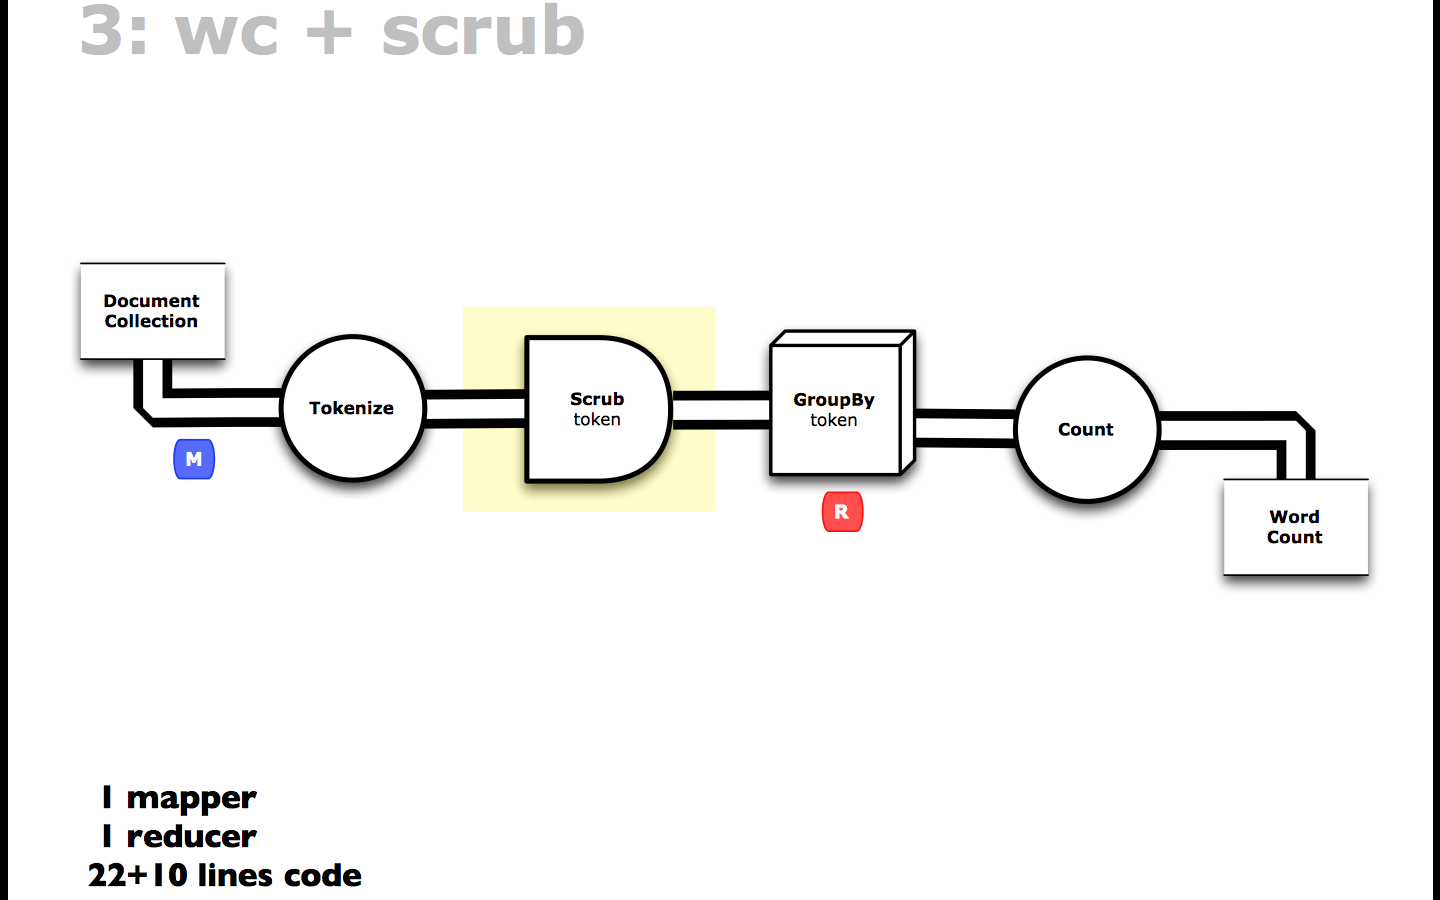 3: wc + scrub
Document
Collection
Tokenize
Scrub
token
GroupBy
token
Count
Word
Count
M
R
1 mapper
1 reducer
22+10 lines code